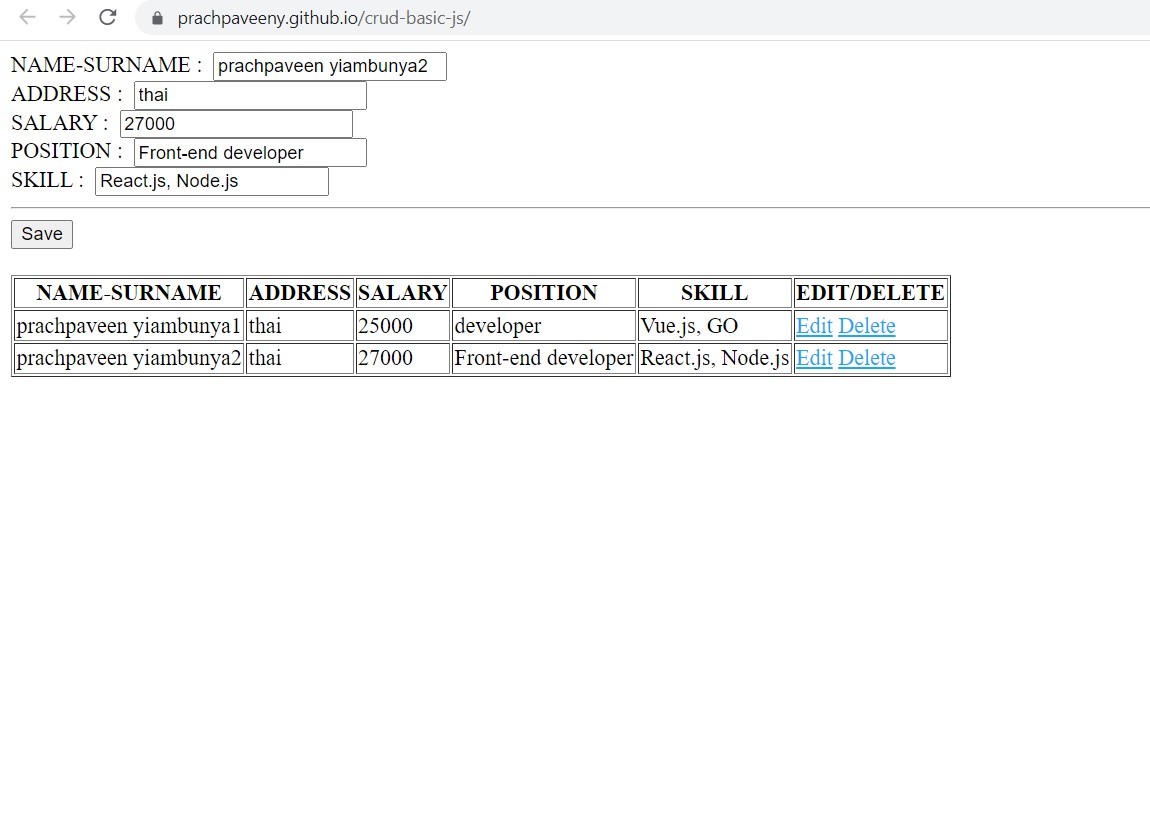 prachpaveeny.github.io/crud-basic-js/
NAME-SURNAME : prachpaveen yiambunya2
ADDRESS : thai
SALARY : 27000
POSITION : Front-end developer
SKILL : React.js, Node.js
Save
NAME-SURNAME ADDRESS SALARY POSITION SKILL EDIT/DELETE
prachpaveen yiambunya1 thai 25000 developer Vue.js, GO Edit Delete
prachpaveen yiambunya2 thai 27000 Front-end developer React.js, Node.js Edit Delete